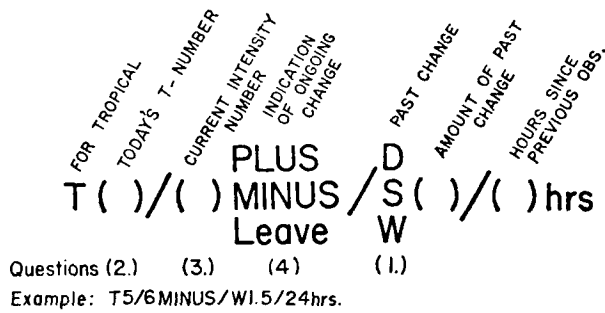 FOR TROPICAL
TODAY'S T-NUMBER
CURRENT INTENSITY
NUMBER
INDICATION
OF ONGOING
CHANGE
PAST CHANGE
AMOUNT OF PAST
CHANGE
HOURS SINCE
PREVIOUS OBS.
PLUS D
T ( ) / ( ) MINUS / S ( ) / ( ) hrs
Leave W
Questions (2.) (3.) (4) (1.)
Example: T5/6MINUS/W1.5/24hrs.